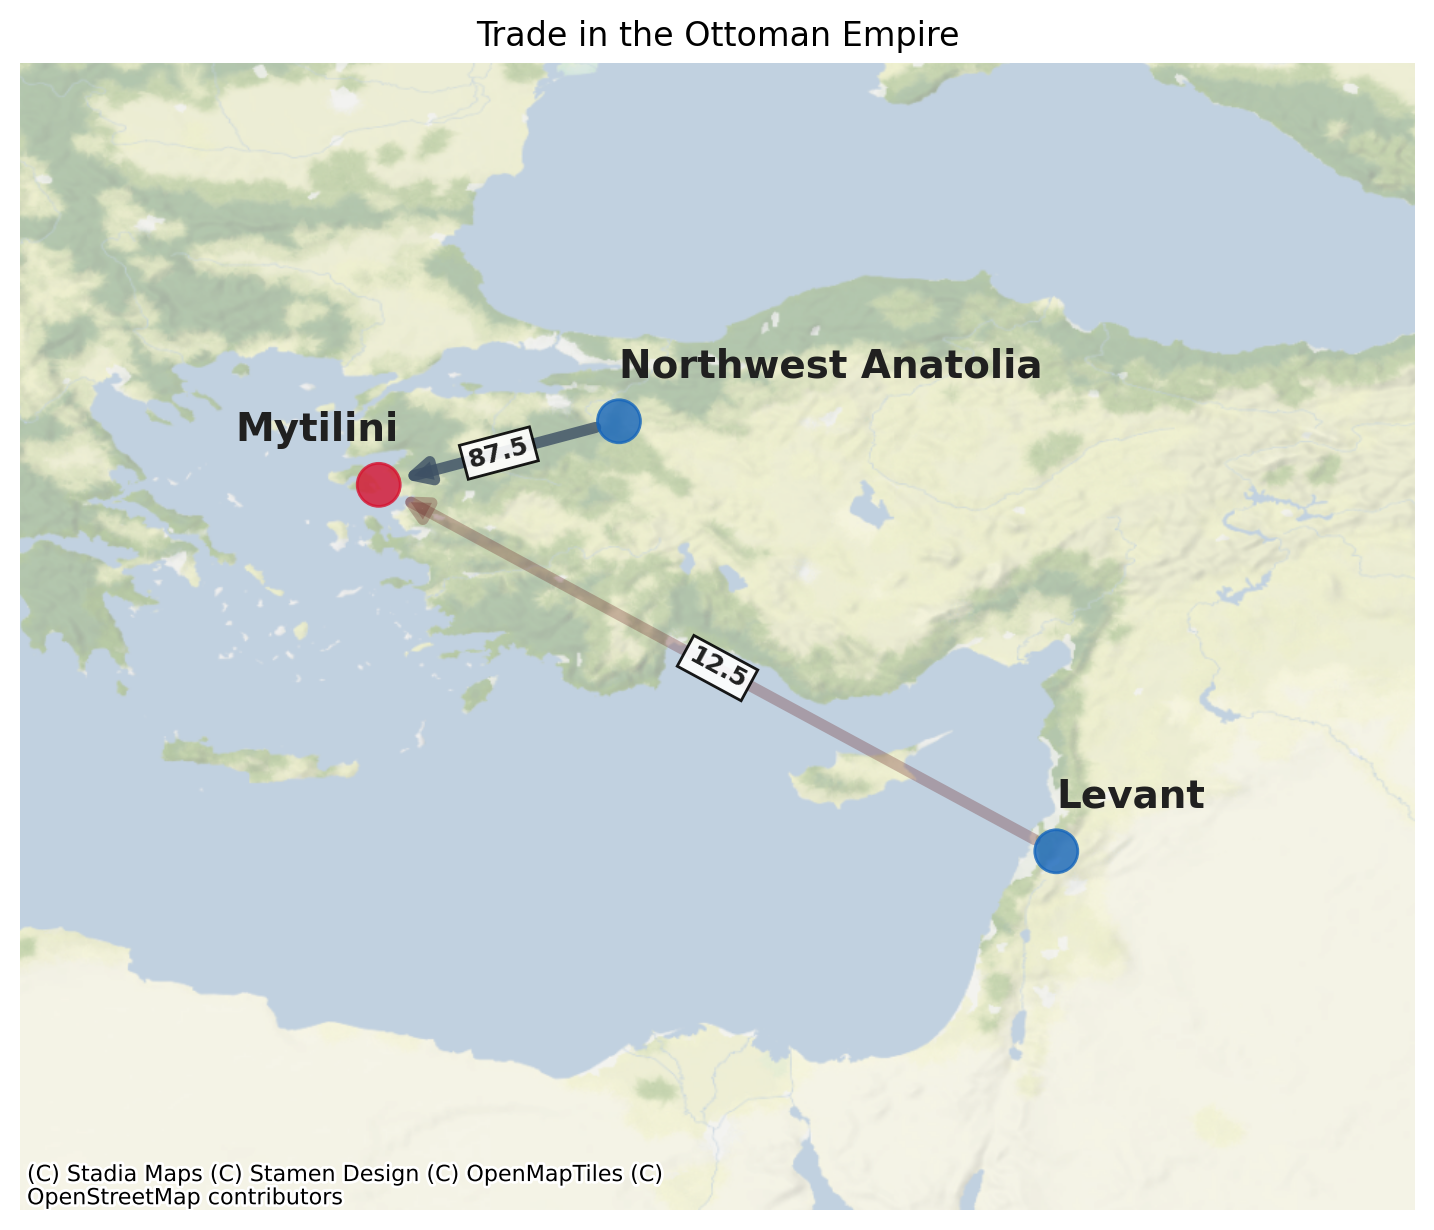 Trade in the Ottoman Empire
Northwest Anatolia
Mytilini
87.5
12.5
Levant
(C) Stadia Maps (C) Stamen Design (C) OpenMapTiles (C)
OpenStreetMap contributors